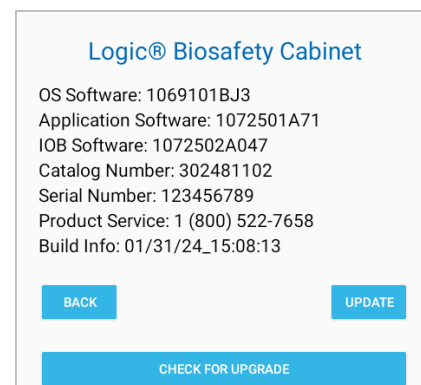 Logic® Biosafety Cabinet
OS Software: 1069101BJ3
Application Software: 1072501A71
IOB Software: 1072502A047
Catalog Number: 302481102
Serial Number: 123456789
Product Service: 1 (800) 522-7658
Build Info: 01/31/24_15:08:13
BACK UPDATE
CHECK FOR UPGRADE